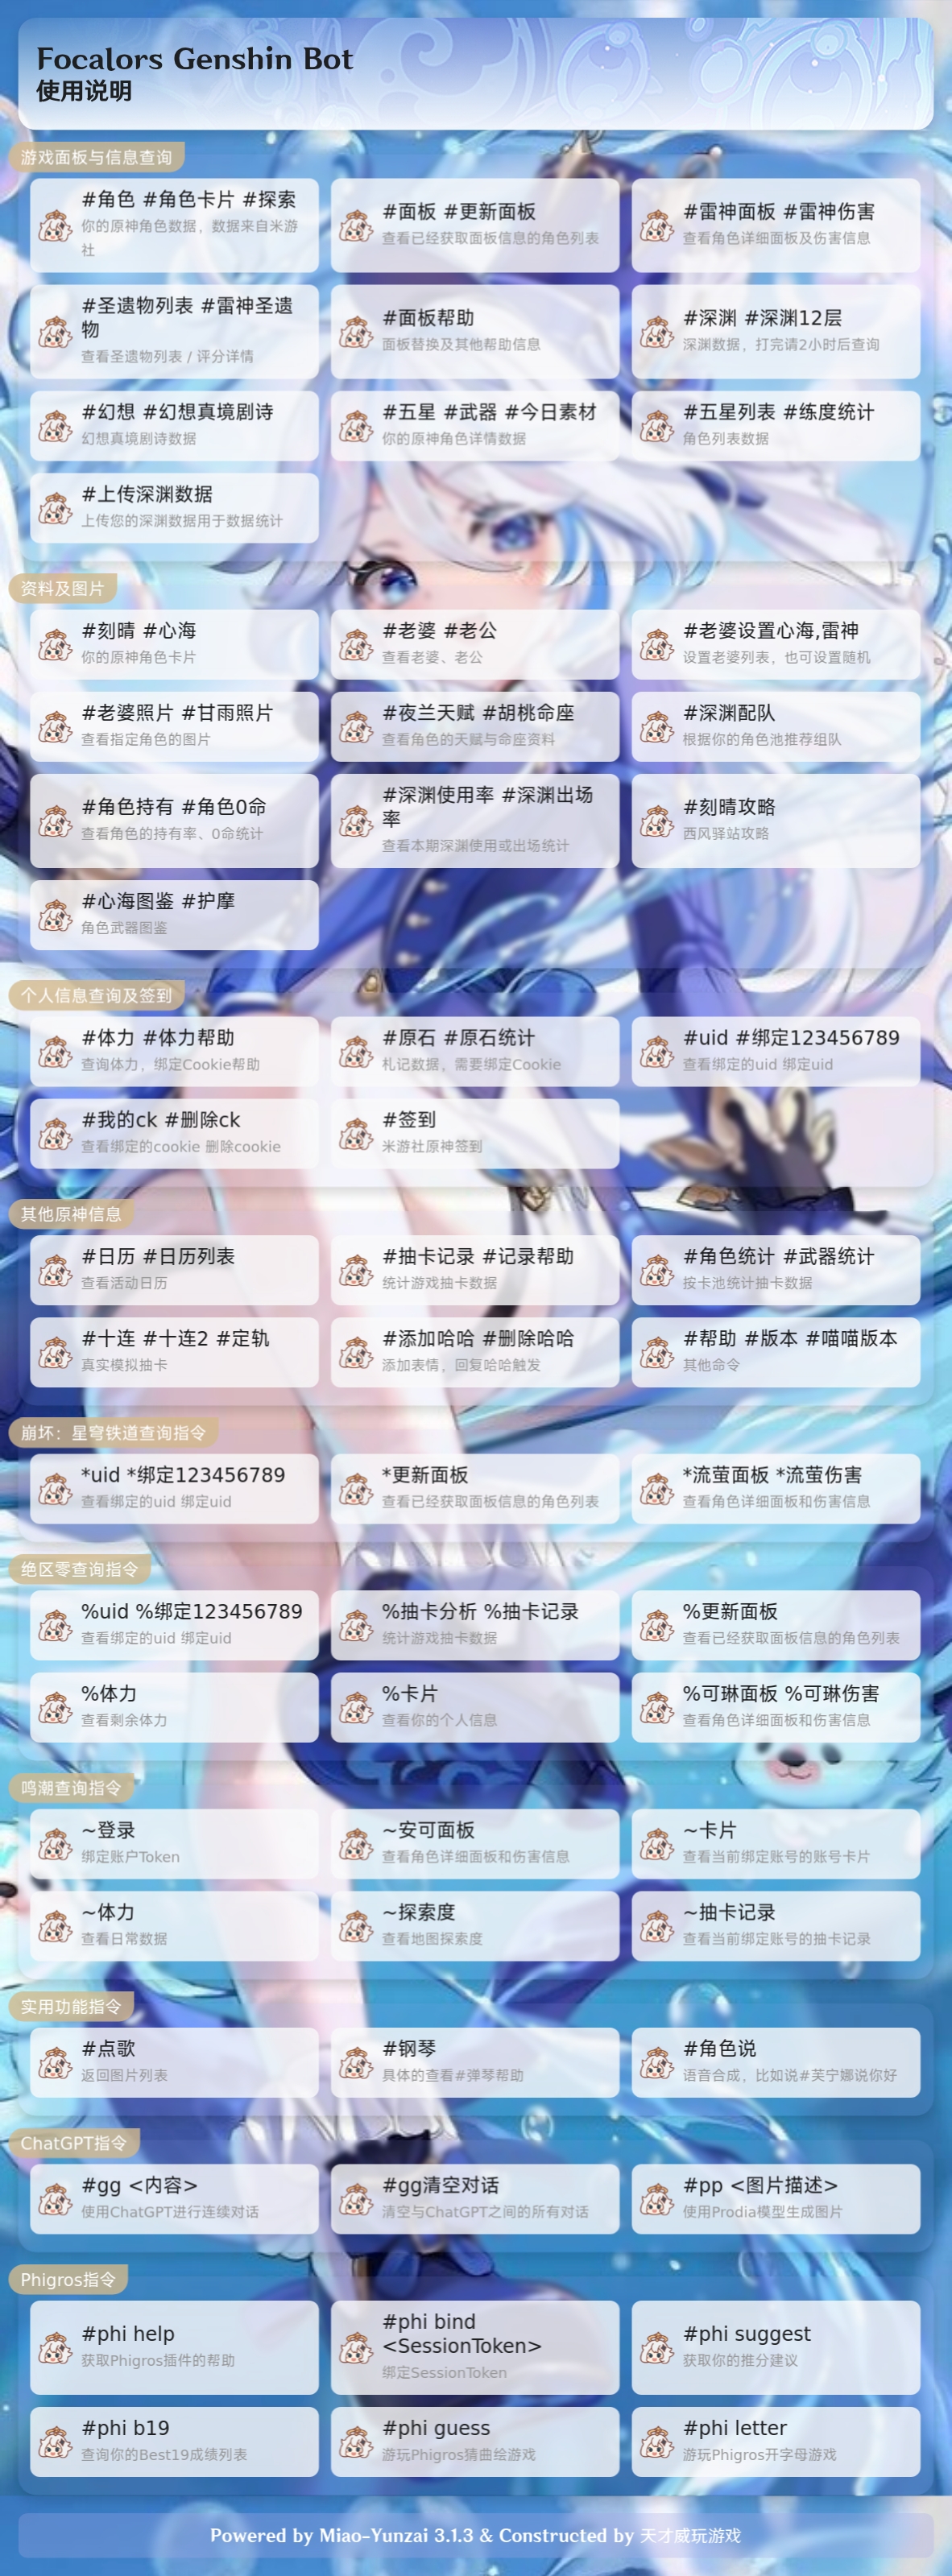 Focalors Genshin Bot
使用说明
游戏面板与信息查询
#角色 #角色卡片 #探索
你的原神角色数据，数据来自米游
社
#面板 #更新面板
查看已经获取面板信息的角色列表
#雷神面板 #雷神伤害
查看角色详细面板及伤害信息
#圣遗物列表 #雷神圣遗
物
查看圣遗物列表 / 评分详情
#面板帮助
面板替换及其他帮助信息
#深渊 #深渊12层
深渊数据，打完请2小时后查询
#幻想 #幻想真境剧诗
幻想真境剧诗数据
#五星 #武器 #今日素材
你的原神角色详情数据
#五星列表 #练度统计
角色列表数据
#上传深渊数据
上传您的深渊数据用于数据统计
资料及图片
#刻晴 #心海
你的原神角色卡片
#老婆 #老公
查看老婆、老公
#老婆设置心海,雷神
设置老婆列表，也可设置随机
#老婆照片 #甘雨照片
查看指定角色的图片
#夜兰天赋 #胡桃命座
查看角色的天赋与命座资料
#深渊配队
根据你的角色池推荐组队
#角色持有 #角色0命
查看角色的持有率、0命统计
#深渊使用率 #深渊出场
率
查看本期深渊使用或出场统计
#刻晴攻略
西风驿站攻略
#心海图鉴 #护摩
角色武器图鉴
个人信息查询及签到
#体力 #体力帮助
查询体力，绑定Cookie帮助
#原石 #原石统计
札记数据，需要绑定Cookie
#uid #绑定123456789
查看绑定的uid 绑定uid
#我的ck #删除ck
查看绑定的cookie 删除cookie
#签到
米游社原神签到
其他原神信息
#日历 #日历列表
查看活动日历
#抽卡记录 #记录帮助
统计游戏抽卡数据
#角色统计 #武器统计
按卡池统计抽卡数据
#十连 #十连2 #定轨
真实模拟抽卡
#添加哈哈 #删除哈哈
添加表情，回复哈哈触发
#帮助 #版本 #喵喵版本
其他命令
崩坏：星穹铁道查询指令
*uid *绑定123456789
查看绑定的uid 绑定uid
*更新面板
查看已经获取面板信息的角色列表
*流萤面板 *流萤伤害
查看角色详细面板和伤害信息
绝区零查询指令
%uid %绑定123456789
查看绑定的uid 绑定uid
%抽卡分析 %抽卡记录
统计游戏抽卡数据
%更新面板
查看已经获取面板信息的角色列表
%体力
查看剩余体力
%卡片
查看你的个人信息
%可琳面板 %可琳伤害
查看角色详细面板和伤害信息
鸣潮查询指令
~登录
绑定账户Token
~安可面板
查看角色详细面板和伤害信息
~卡片
查看当前绑定账号的账号卡片
~体力
查看日常数据
~探索度
查看地图探索度
~抽卡记录
查看当前绑定账号的抽卡记录
实用功能指令
#点歌
返回图片列表
#钢琴
具体的查看#弹琴帮助
#角色说
语音合成，比如说#芙宁娜说你好
ChatGPT指令
#gg <内容>
使用ChatGPT进行连续对话
#gg清空对话
清空与ChatGPT之间的所有对话
#pp <图片描述>
使用Prodia模型生成图片
Phigros指令
#phi help
获取Phigros插件的帮助
#phi bind
<SessionToken>
绑定SessionToken
#phi suggest
获取你的推分建议
#phi b19
查询你的Best19成绩列表
#phi guess
游玩Phigros猜曲绘游戏
#phi letter
游玩Phigros开字母游戏
Powered by Miao-Yunzai 3.1.3 & Constructed by 天才威玩游戏